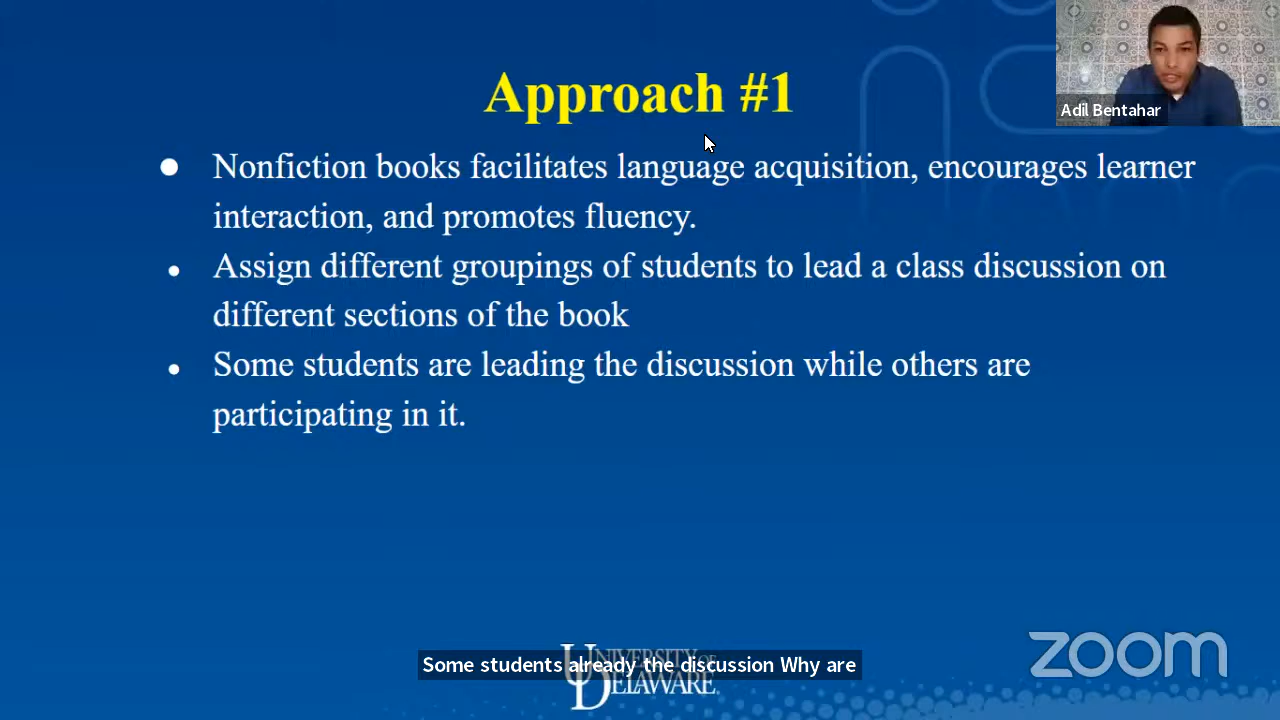 Approach #1
Adil Bentahar
● Nonfiction books facilitates language acquisition, encourages learner
interaction, and promotes fluency.
● Assign different groupings of students to lead a class discussion on
different sections of the book
● Some students are leading the discussion while others are
participating in it.
zoom
Some students already the discussion Why are
UNIVERSITY OF
DELAWARE